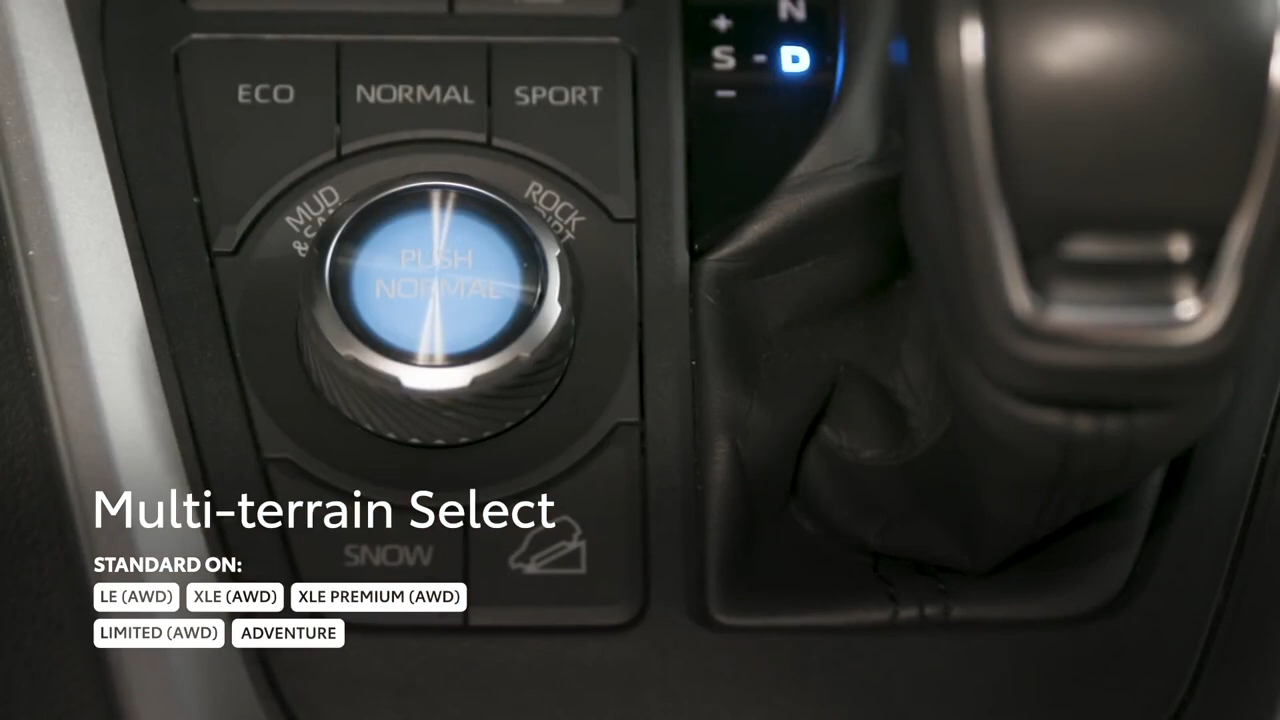 N
+
S - D
-
ECO NORMAL SPORT
MUD
ROCK
PUSH
NORMAL
SNOW
Multi-terrain Select
STANDARD ON:
LE (AWD) XLE (AWD) XLE PREMIUM (AWD)
LIMITED (AWD) ADVENTURE